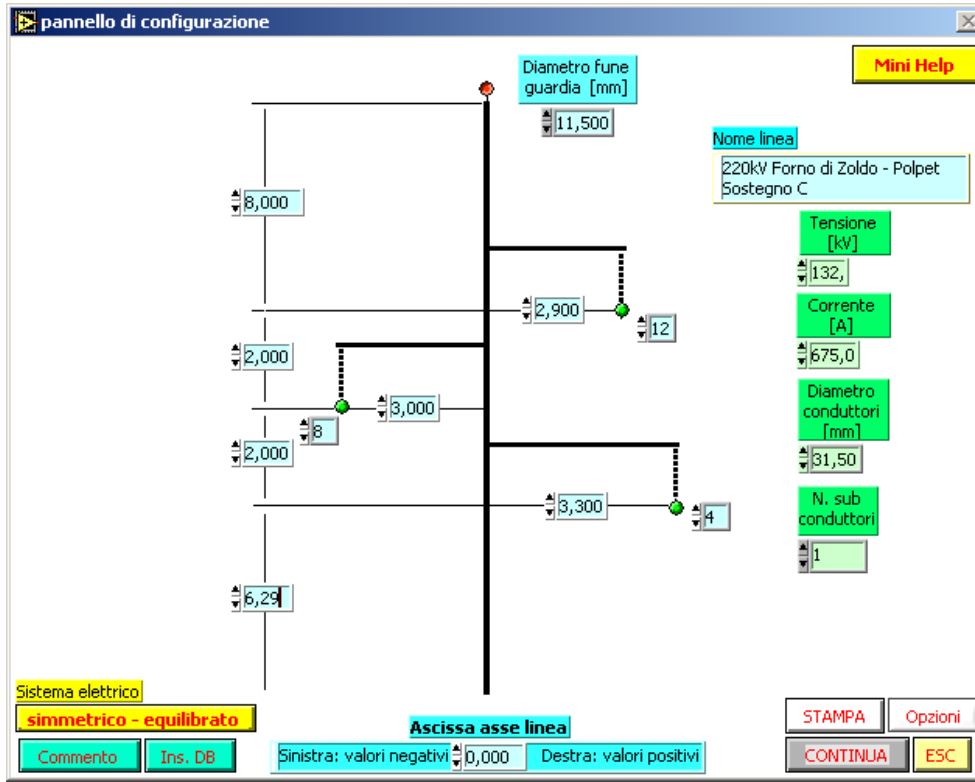 pannello di configurazione
Mini Help
Diametro fune
guardia [mm]
11,500
Nome linea
220kV Forno di Zoldo - Polpet
Sostegno C
8,000
Tensione
[kV]
132,
2,900
12
Corrente
[A]
675,0
2,000
3,000
8
Diametro
conduttori
[mm]
31,50
2,000
3,300
4
N. sub
conduttori
1
6,29
Sistema elettrico
simmetrico - equilibrato
Commento
Ins. DB
Ascissa asse linea
Sinistra: valori negativi 0,000 Destra: valori positivi
STAMPA
Opzioni
CONTINUA
ESC